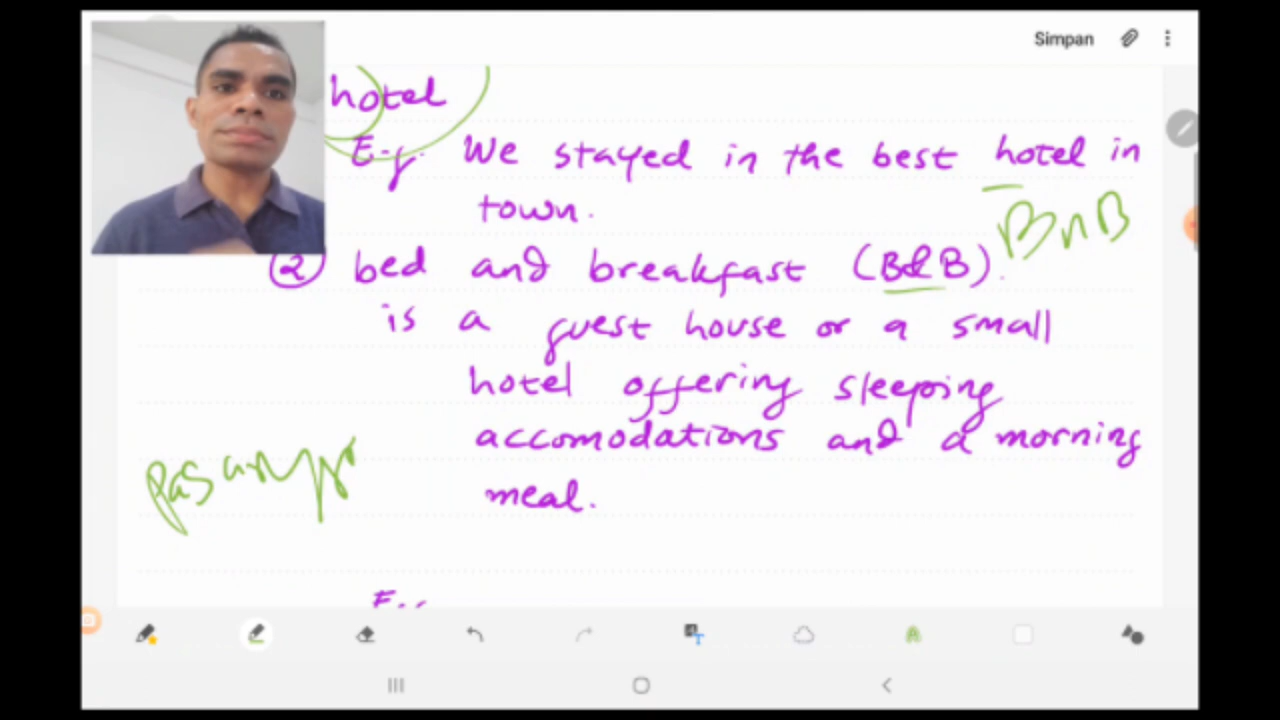 Simpan
hotel
E.g. We stayed in the best hotel in
town.
BnB
② bed and breakfast (B&B).
is a guest house or a small
hotel offering sleeping
accomodations and a morning
meal.